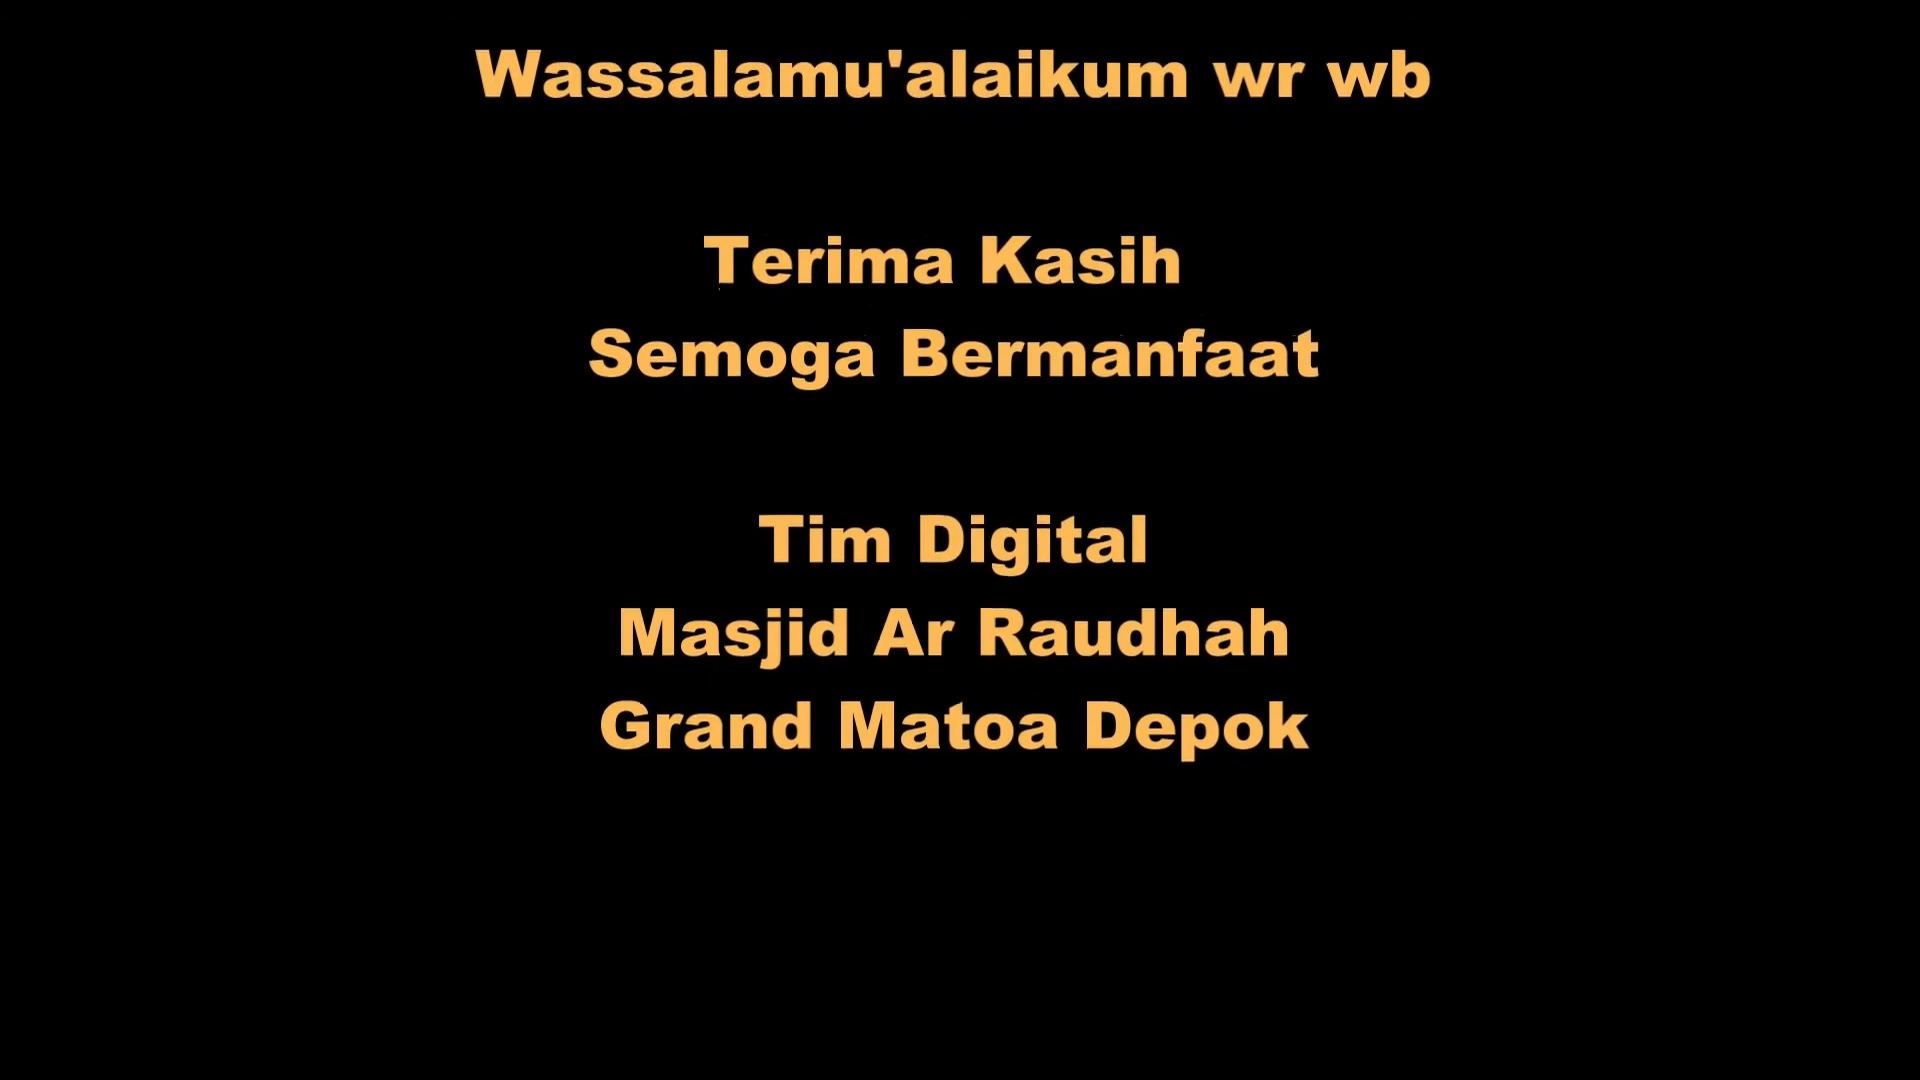 Wassalamu'alaikum wr wb
Terima Kasih
Semoga Bermanfaat
Tim Digital
Masjid Ar Raudhah
Grand Matoa Depok